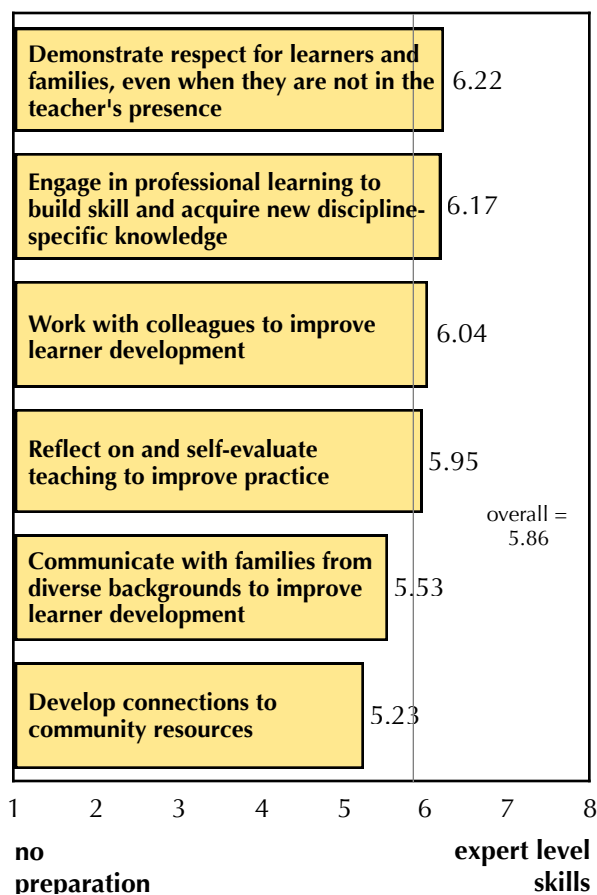 Demonstrate respect for learners and
families, even when they are not in the
teacher's presence
6.22
Engage in professional learning to
build skill and acquire new discipline-
specific knowledge
6.17
Work with colleagues to improve
learner development
6.04
Reflect on and self-evaluate
teaching to improve practice
5.95
overall =
5.86
Communicate with families from
diverse backgrounds to improve
learner development
5.53
Develop connections to
community resources
5.23
1 2 3 4 5 6 7 8
no
preparation
expert level
skills